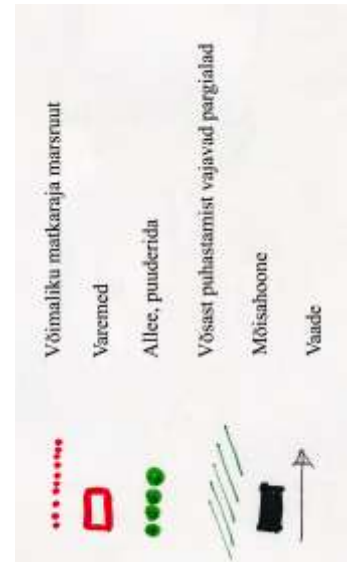 Võimaliku matkaraja marsruut
Varemed
Allee, puuderida
Võsast puhastamist vajavad pargialad
Mõisahoone
Vaade